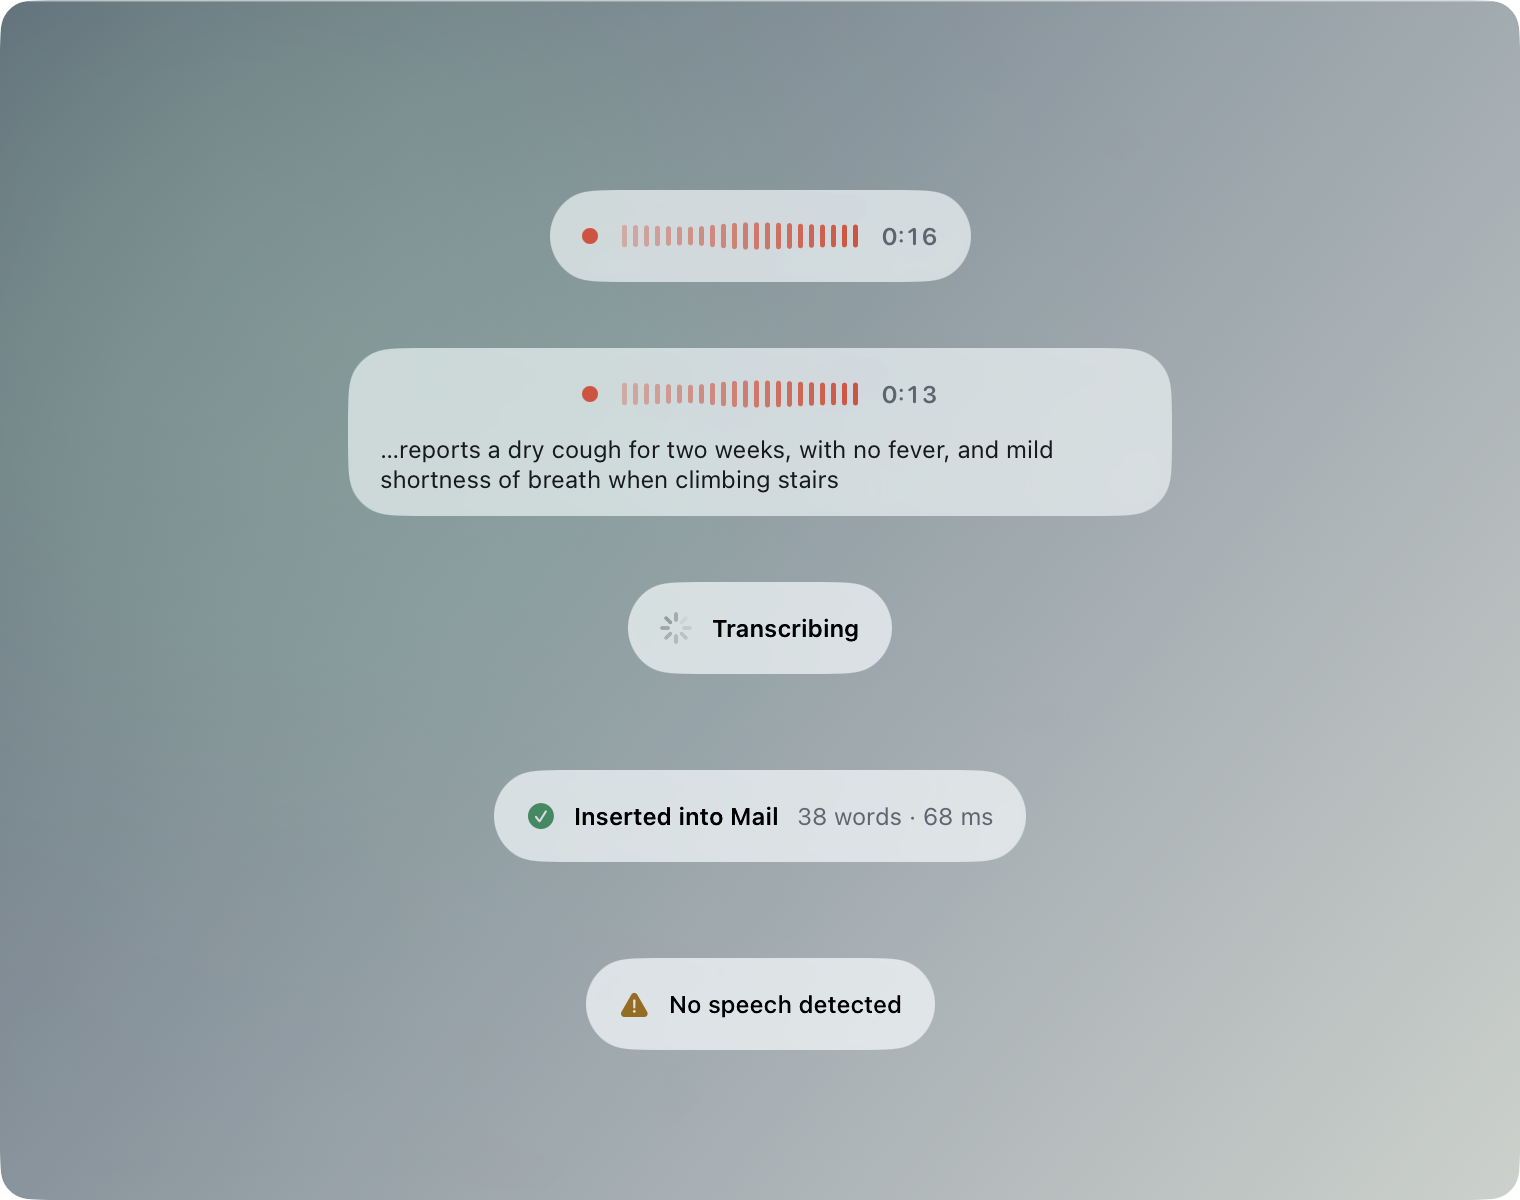 0:16
0:13
...reports a dry cough for two weeks, with no fever, and mild
shortness of breath when climbing stairs
Transcribing
Inserted into Mail 38 words · 68 ms
No speech detected